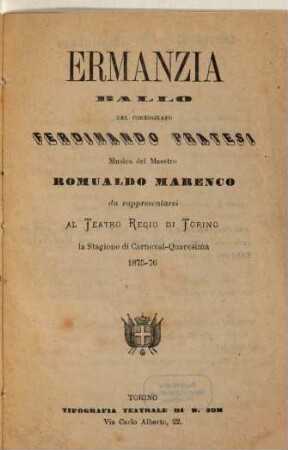 ERMANZIA
BALLO
DEL COREOGRAFO
FERDINANDO PRATESI
Musica del Maestro
ROMUALDO MARENCO
da rappresentarsi
AL TEATRO REGIO DI TORINO
la Stagione di Carneval-Quaresima
1875-76
TORINO
TIPOGRAFIA TEATRALE DI B. SOM
Via Carlo Alberto, 22.